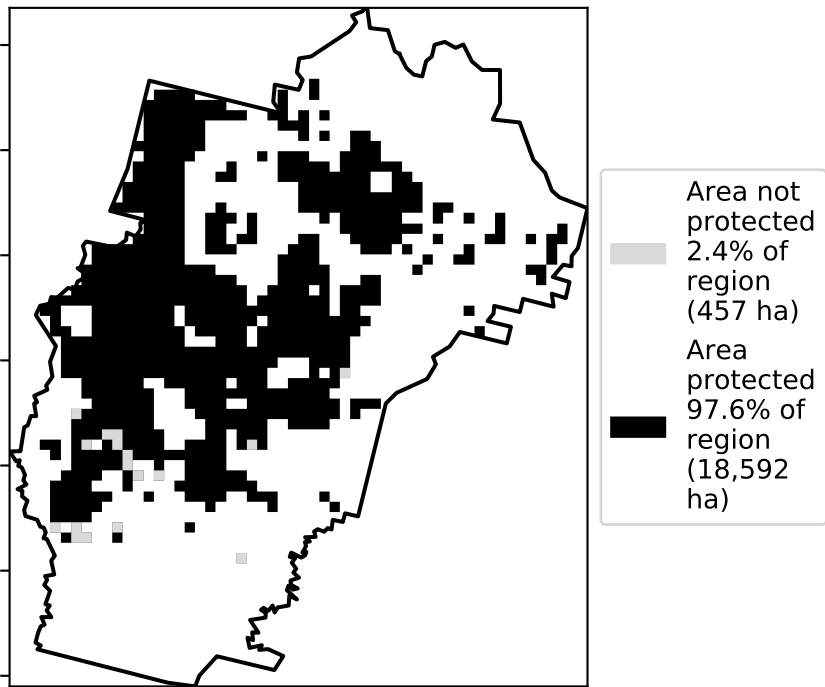 Area not
protected
2.4% of
region
(457 ha)
Area
protected
97.6% of
region
(18,592
ha)